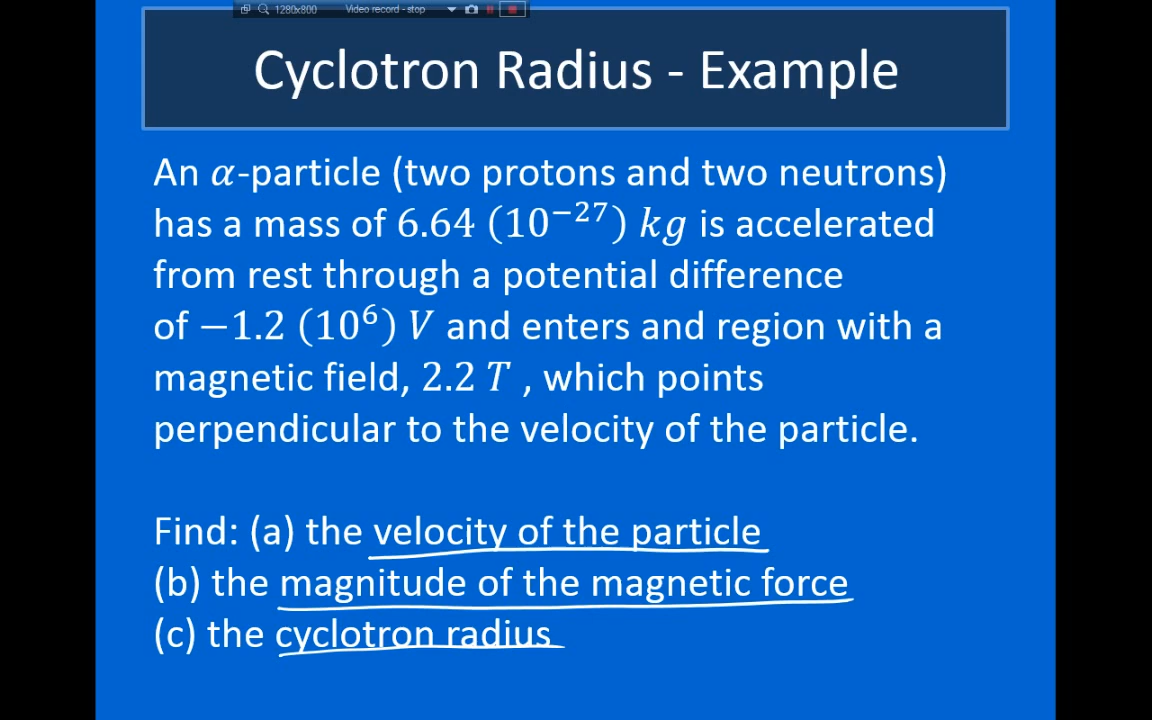 1280x800 Video record - stop
Cyclotron Radius - Example
An α-particle (two protons and two neutrons)
has a mass of 6.64 (10⁻²⁷) kg is accelerated
from rest through a potential difference
of −1.2 (10⁶) V and enters and region with a
magnetic field, 2.2 T , which points
perpendicular to the velocity of the particle.
Find: (a) the velocity of the particle
(b) the magnitude of the magnetic force
(c) the cyclotron radius